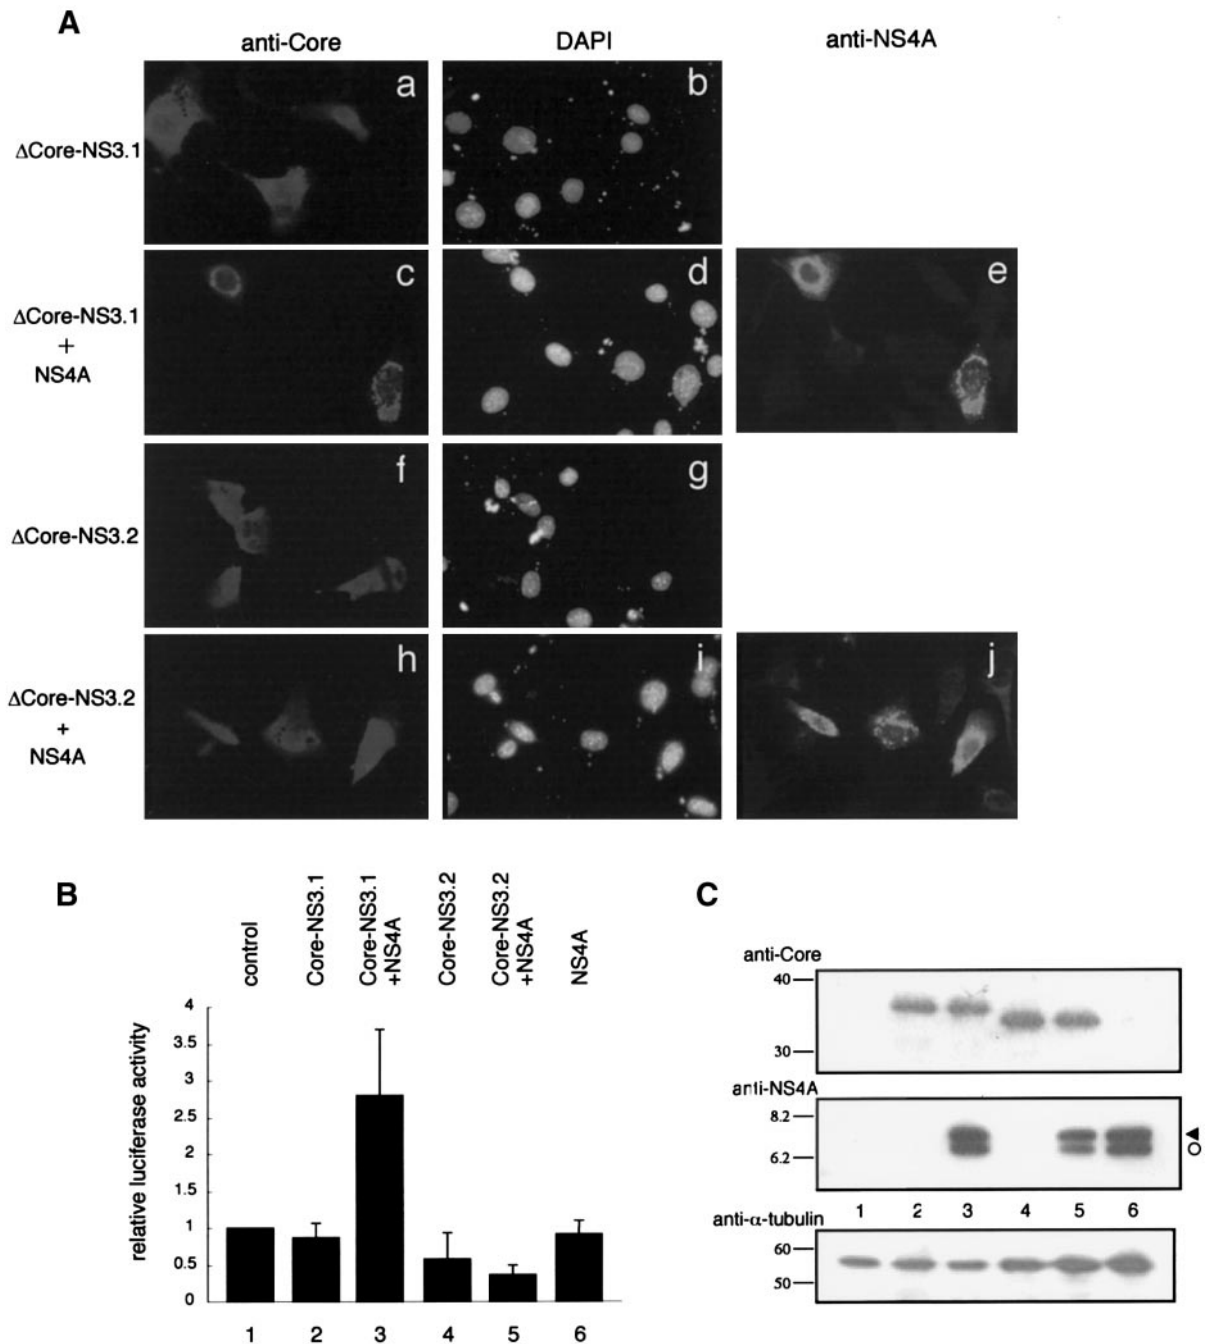 A
anti-Core DAPI anti-NS4A
a b
ΔCore-NS3.1
c d e
ΔCore-NS3.1
+
NS4A
f g
ΔCore-NS3.2
h i j
ΔCore-NS3.2
+
NS4A
B
control
Core-NS3.1
Core-NS3.1
+NS4A
Core-NS3.2
Core-NS3.2
+NS4A
NS4A
relative luciferase activity
4
3.5
3
2.5
2
1.5
1
0.5
0
1 2 3 4 5 6
C
anti-Core
40
30
anti-NS4A
8.2
6.2
1 2 3 4 5 6
anti-α-tubulin
60
50